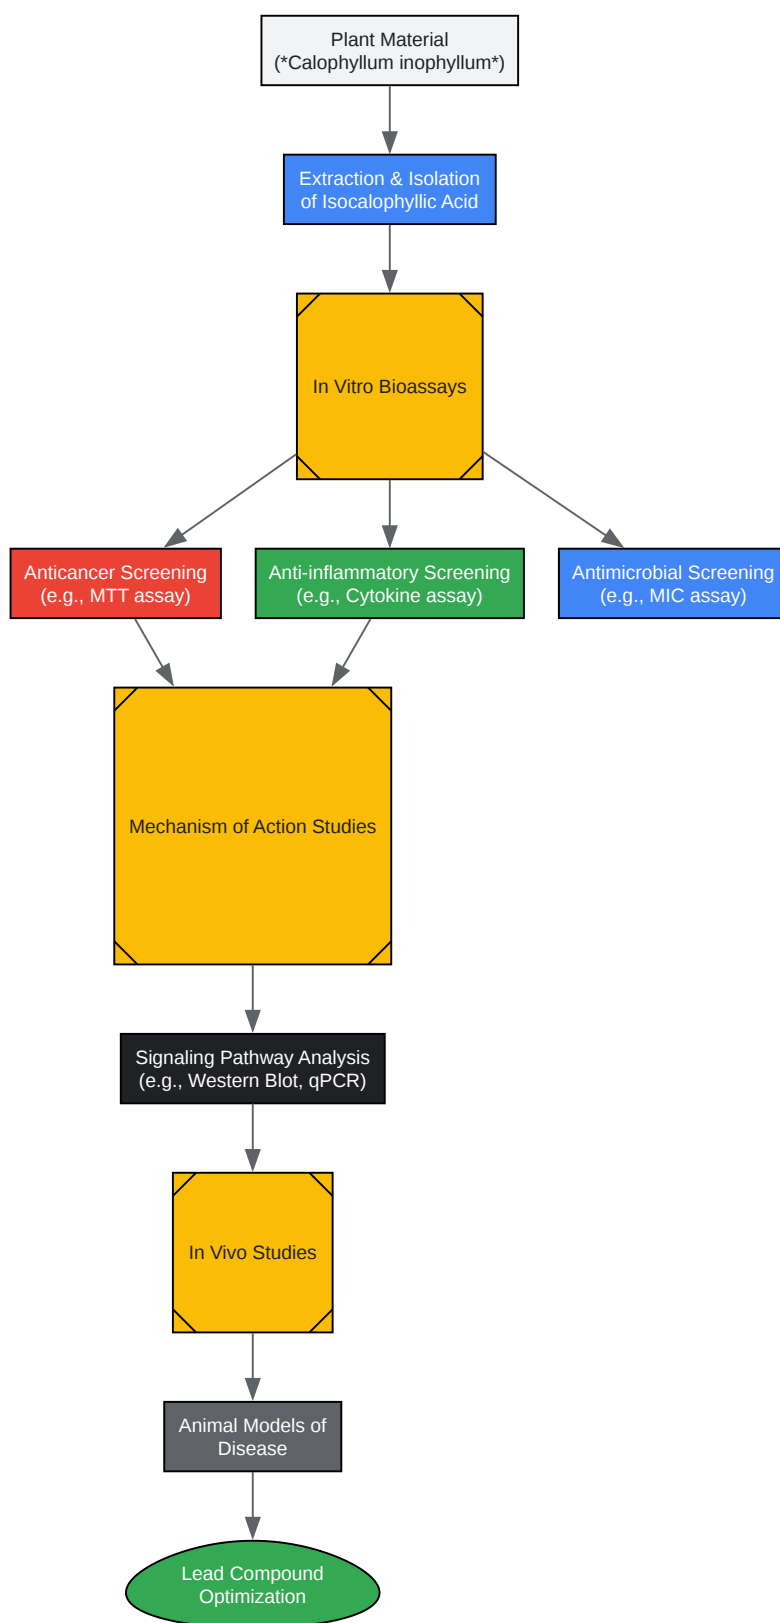 Plant Material
(*Calophyllum inophyllum*)
Extraction & Isolation
of Isocalophyllic Acid
In Vitro Bioassays
Anticancer Screening
(e.g., MTT assay)
Anti-inflammatory Screening
(e.g., Cytokine assay)
Antimicrobial Screening
(e.g., MIC assay)
Mechanism of Action Studies
Signaling Pathway Analysis
(e.g., Western Blot, qPCR)
In Vivo Studies
Animal Models of
Disease
Lead Compound
Optimization